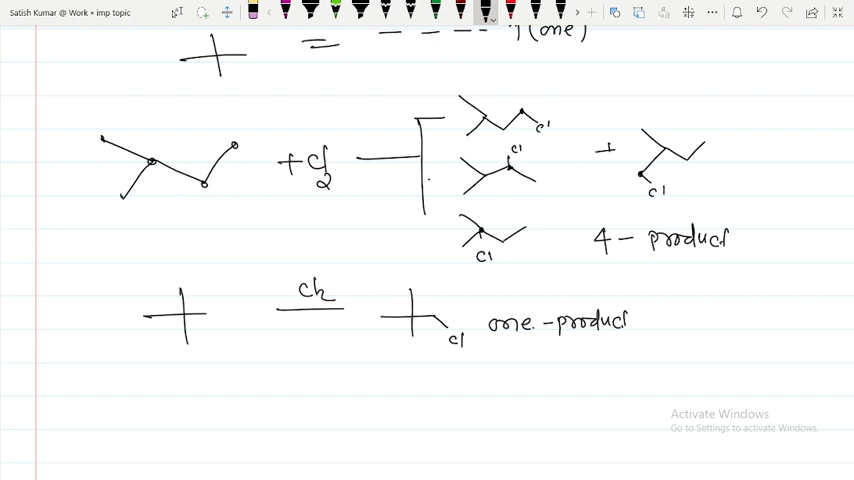 Satish Kumar @ Work » imp topic
= — — — — 1 (one)
Cl
+ Cl2
Cl
+
Cl
Cl
4 - product
Cl2
one - product
Cl
Activate Windows
Go to Settings to activate Windows.